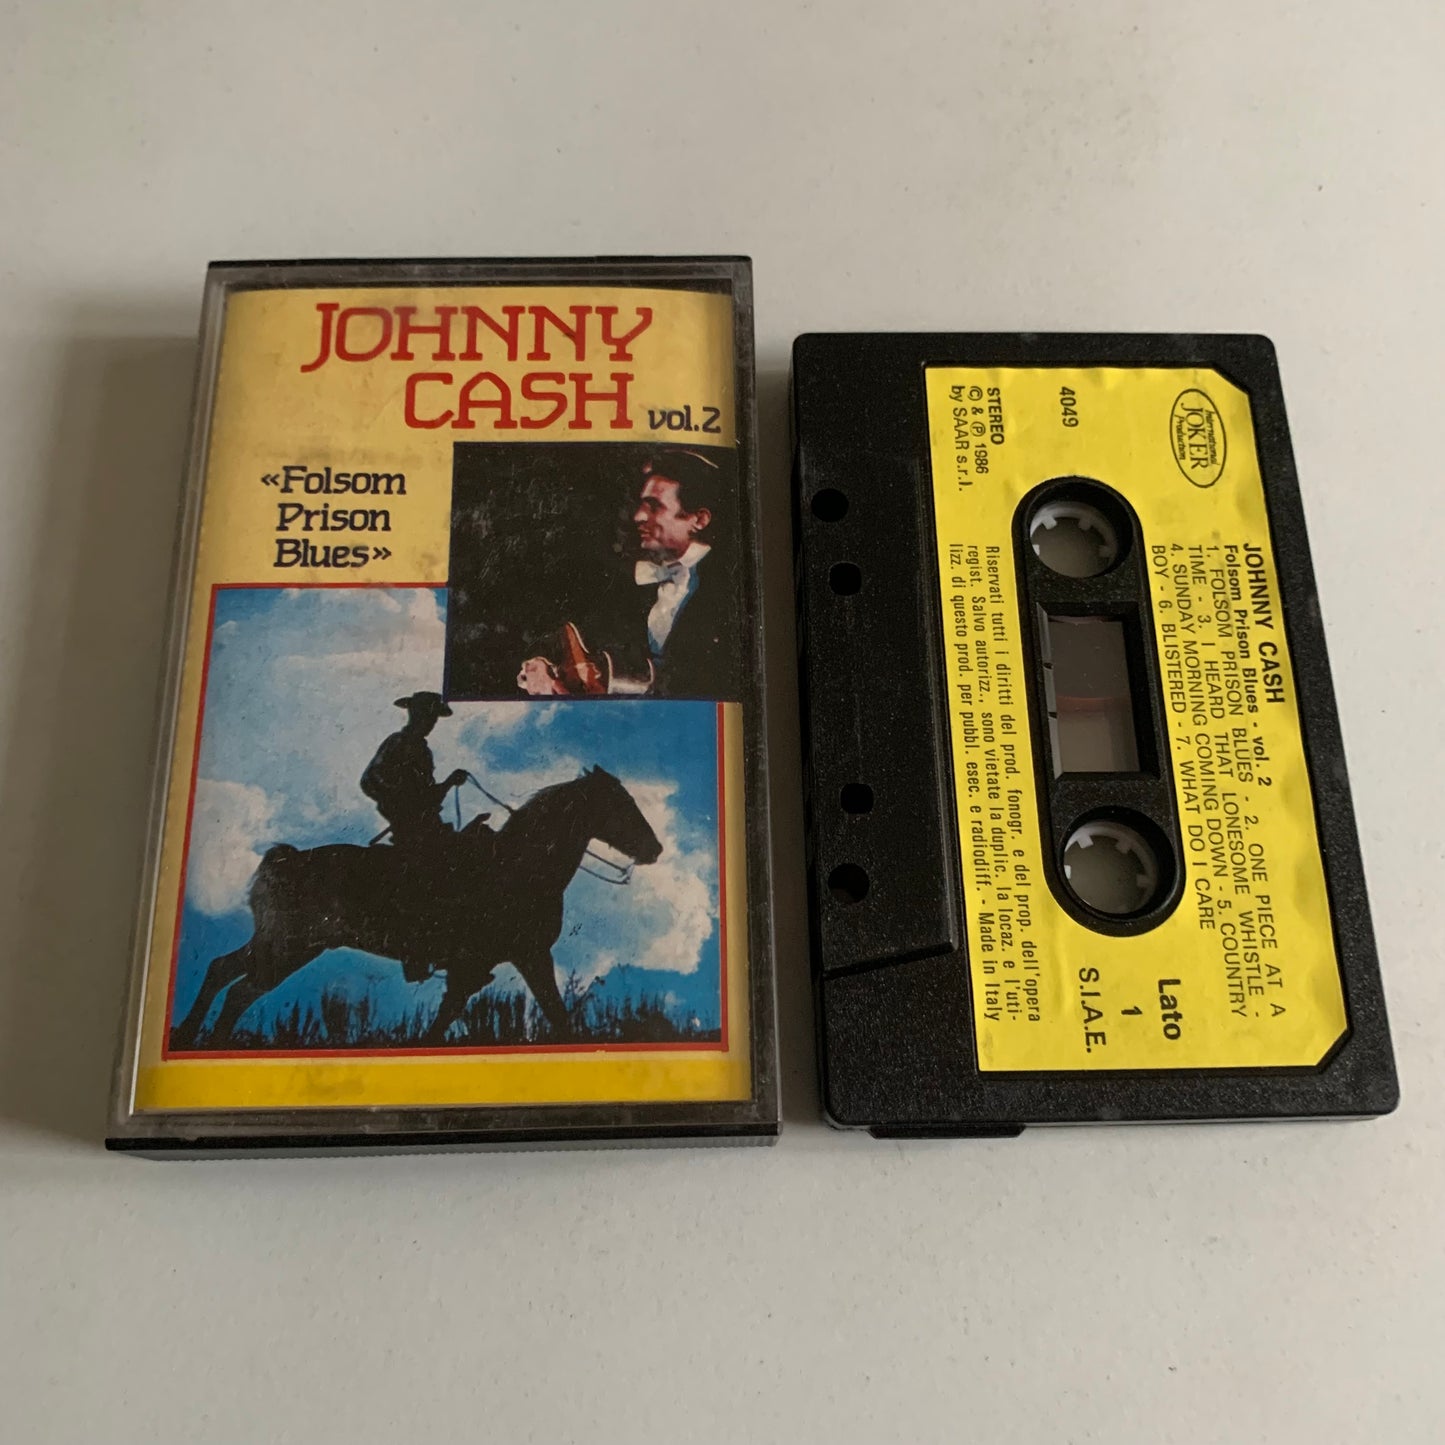 JOHNNY
CASH vol.2
«Folsom
Prison
Blues»
International
JOKER
Production
4049
STEREO
© & ℗ 1986
by SAAR s.r.l.
JOHNNY CASH
Folsom Prison Blues - vol. 2
1. FOLSOM PRISON BLUES - 2. ONE PIECE AT A
TIME - 3. I HEARD THAT LONESOME WHISTLE -
4. SUNDAY MORNING COMING DOWN - 5. COUNTRY
BOY - 6. BLISTERED - 7. WHAT DO I CARE
Lato
1
S.I.A.E.
Riservati tutti i diritti del prod. fonogr. e del prop. dell'opera
regist. Salvo autorizz., sono vietate la duplic. la locaz. e l'uti-
lizz. di questo prod. per pubbl. esec. e radiodiff. - Made in Italy